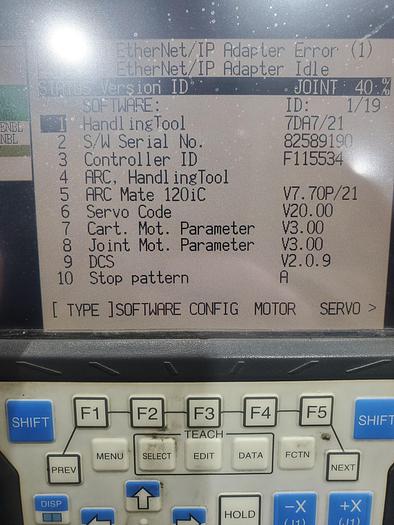 EtherNet/IP Adapter Error (1)
EtherNet/IP Adapter Idle
STATUS Version ID JOINT: 40 %
SOFTWARE: ID: 1/19
1 HandlingTool 7DA7/21
2 S/W Serial No. 82589190
3 Controller ID F115534
4 ARC, HandlingTool
5 ARC Mate 120iC V7.70P/21
6 Servo Code V20.00
7 Cart. Mot. Parameter V3.00
8 Joint Mot. Parameter V3.00
9 DCS V2.0.9
10 Stop pattern A
[ TYPE ]SOFTWARE CONFIG MOTOR SERVO >
F1 F2 F3 F4 F5
SHIFT SHIFT
TEACH
PREV MENU SELECT EDIT DATA FCTN NEXT
DISP
HOLD
-X (J1) +X (J1)